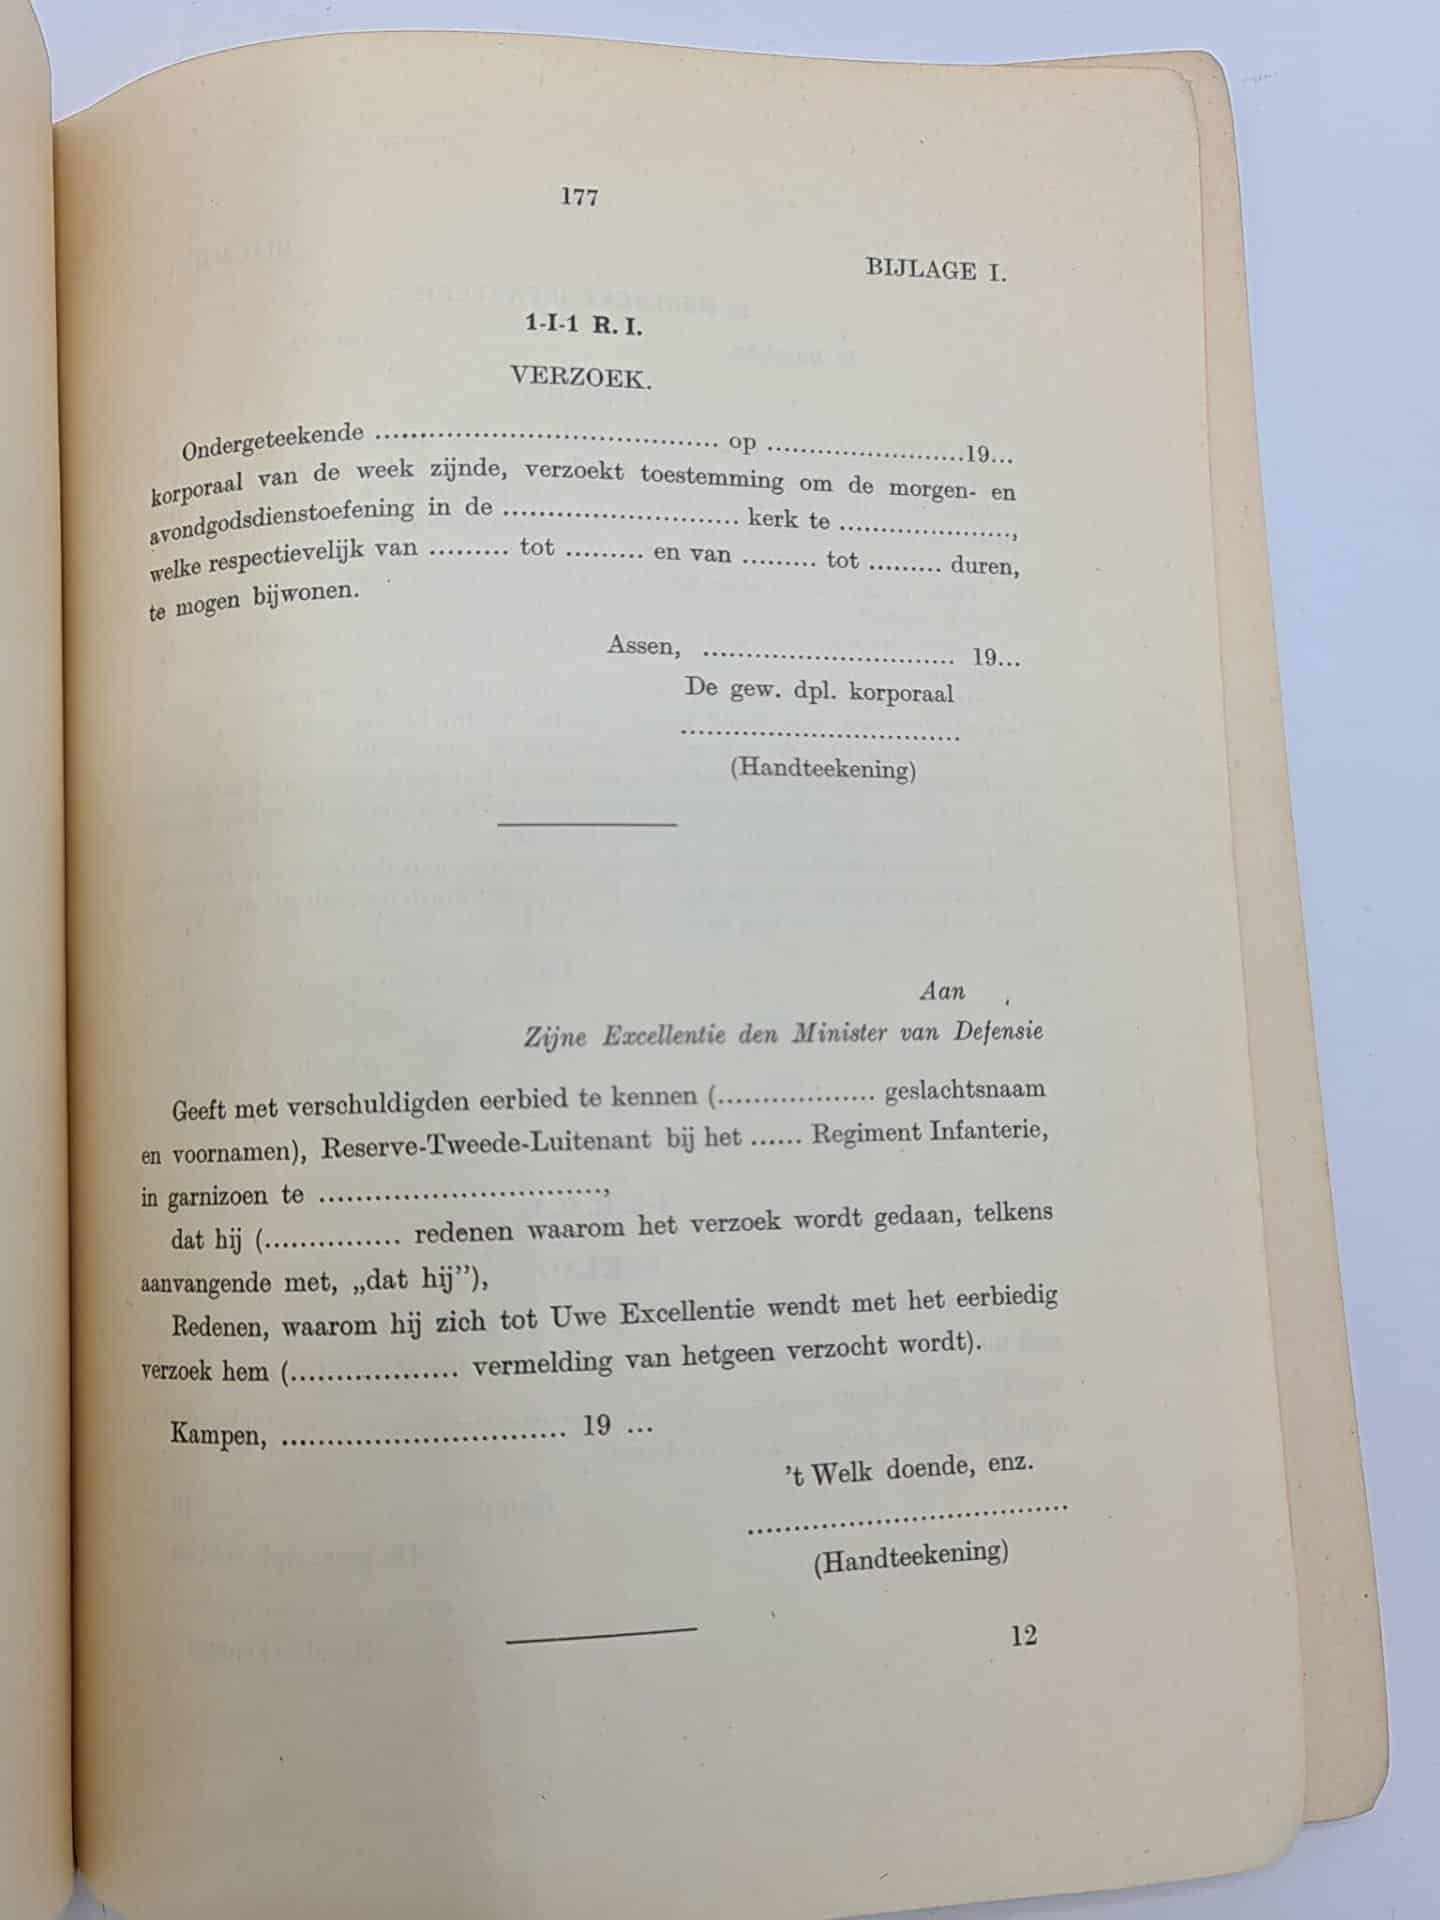 177
BIJLAGE I.
1-I-1 R. I.
VERZOEK.
Ondergeteekende ...................................... op .......................19...
korporaal van de week zijnde, verzoekt toestemming om de morgen- en
avondgodsdienstoefening in de .......................... kerk te ....................,
welke respectievelijk van ......... tot ......... en van ......... tot ......... duren,
te mogen bijwonen.
Assen, ............................. 19...
De gew. dpl. korporaal
................................
(Handteekening)
Aan
Zijne Excellentie den Minister van Defensie
Geeft met verschuldigden eerbied te kennen (.................. geslachtsnaam
en voornamen), Reserve-Tweede-Luitenant bij het ...... Regiment Infanterie,
in garnizoen te ...............................,
dat hij (............... redenen waarom het verzoek wordt gedaan, telkens
aanvangende met, „dat hij”),
Redenen, waarom hij zich tot Uwe Excellentie wendt met het eerbiedig
verzoek hem (.................. vermelding van hetgeen verzocht wordt).
Kampen, ............................... 19 ...
't Welk doende, enz.
...................................
(Handteekening)
12